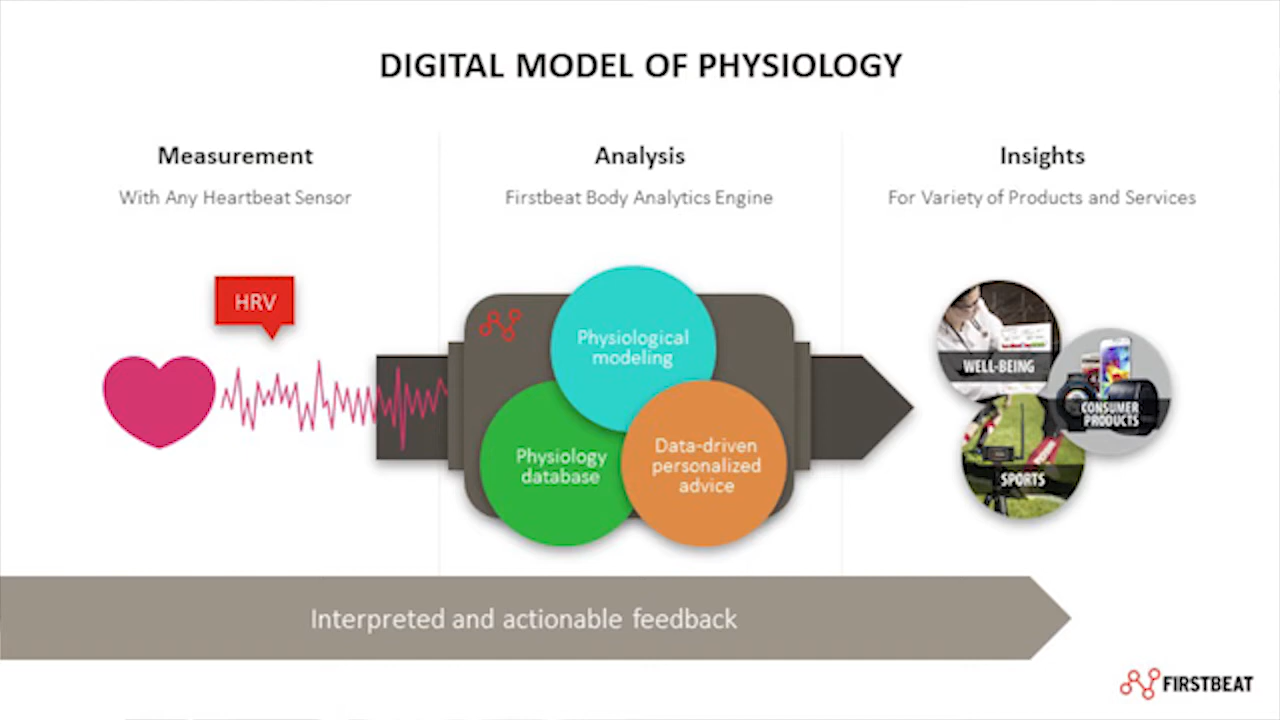 DIGITAL MODEL OF PHYSIOLOGY
Measurement
With Any Heartbeat Sensor
Analysis
Firstbeat Body Analytics Engine
Insights
For Variety of Products and Services
HRV
Physiological
modeling
Physiology
database
Data-driven
personalized
advice
WELL-BEING
CONSUMER
PRODUCTS
SPORTS
Interpreted and actionable feedback
FIRSTBEAT